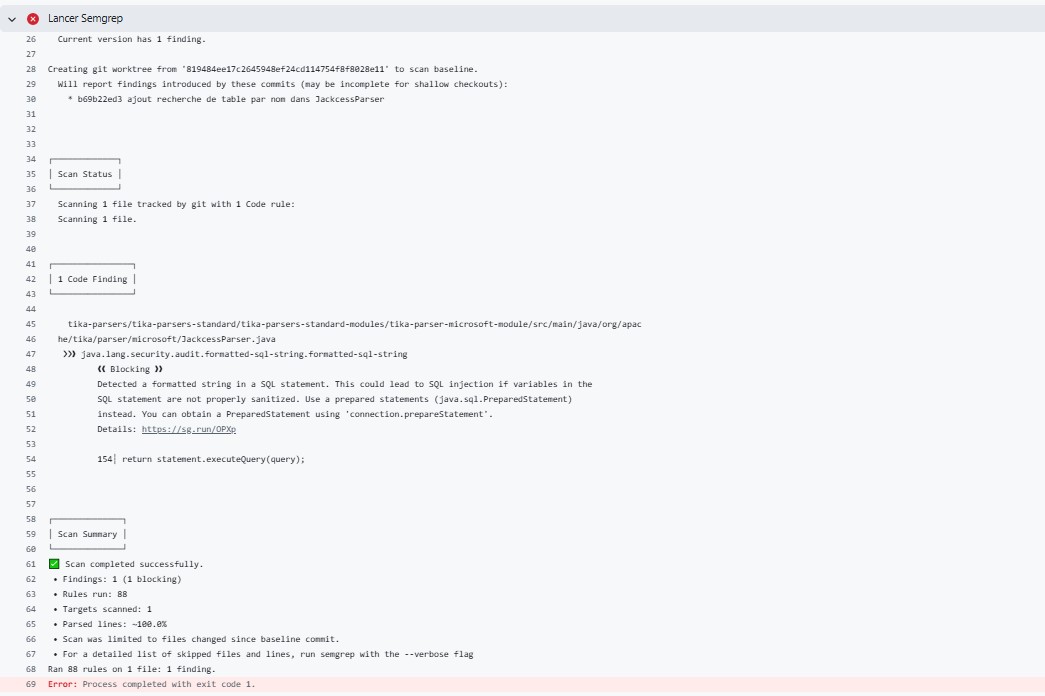 Lancer Semgrep
26 Current version has 1 finding.
27
28 Creating git worktree from '819484ee17c2645948ef24cd114754f8f8028e11' to scan baseline.
29 Will report findings introduced by these commits (may be incomplete for shallow checkouts):
30 * b69b22ed3 ajout recherche de table par nom dans JackcessParser
31
32
33
34
35 Scan Status
36
37 Scanning 1 file tracked by git with 1 Code rule:
38 Scanning 1 file.
39
40
41
42 1 Code Finding
43
44
45 tika-parsers/tika-parsers-standard/tika-parsers-standard-modules/tika-parser-microsoft-module/src/main/java/org/apac
46 he/tika/parser/microsoft/JackcessParser.java
47 ❯❯❱ java.lang.security.audit.formatted-sql-string.formatted-sql-string
48 ❰❰ Blocking ❱❱
49 Detected a formatted string in a SQL statement. This could lead to SQL injection if variables in the
50 SQL statement are not properly sanitized. Use a prepared statements (java.sql.PreparedStatement)
51 instead. You can obtain a PreparedStatement using 'connection.prepareStatement'.
52 Details: https://sg.run/OPXp
53
54 154┆ return statement.executeQuery(query);
55
56
57
58
59 Scan Summary
60
61 ✅ Scan completed successfully.
62 • Findings: 1 (1 blocking)
63 • Rules run: 88
64 • Targets scanned: 1
65 • Parsed lines: ~100.0%
66 • Scan was limited to files changed since baseline commit.
67 • For a detailed list of skipped files and lines, run semgrep with the --verbose flag
68 Ran 88 rules on 1 file: 1 finding.
69 Error: Process completed with exit code 1.